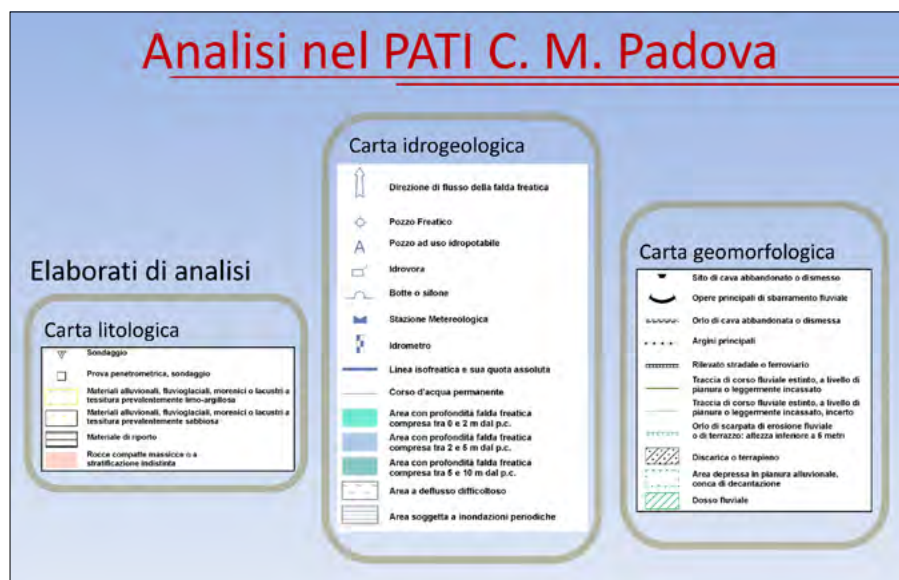 Analisi nel PATI C. M. Padova
Elaborati di analisi
Carta litologica
Sondaggio
Prova penetrometrica, sondaggio
Materiali alluvionali, fluvioglaciali, morenici o lacustri a
tessitura prevalentemente limo-argillosa
Materiali alluvionali, fluvioglaciali, morenici o lacustri a
tessitura prevalentemente sabbiosa
Materiale di riporto
Rocce compatte massicce o a
stratificazione indistinta
Carta idrogeologica
Direzione di flusso della falda freatica
Pozzo Freatico
A Pozzo ad uso idropotabile
Idrovora
Botte o sifone
Stazione Metereologica
Idrometro
Linea isofreatica e sua quota assoluta
Corso d'acqua permanente
Area con profondità falda freatica
compresa tra 0 e 2 m dal p.c.
Area con profondità falda freatica
compresa tra 2 e 5 m dal p.c.
Area con profondità falda freatica
compresa tra 5 e 10 m dal p.c.
Area a deflusso difficoltoso
Area soggetta a inondazioni periodiche
Carta geomorfologica
Sito di cava abbandonato o dismesso
Opere principali di sbarramento fluviale
Orlo di cava abbandonata o dismessa
Argini principali
Rilevato stradale o ferroviario
Traccia di corso fluviale estinto, a livello di
pianura o leggermente incassato
Traccia di corso fluviale estinto, a livello di
pianura o leggermente incassato, incerto
Orlo di scarpata di erosione fluviale
o di terrazzo: altezza inferiore a 5 metri
Discarica o terrapieno
Area depressa in pianura alluvionale,
conca di decantazione
Dosso fluviale